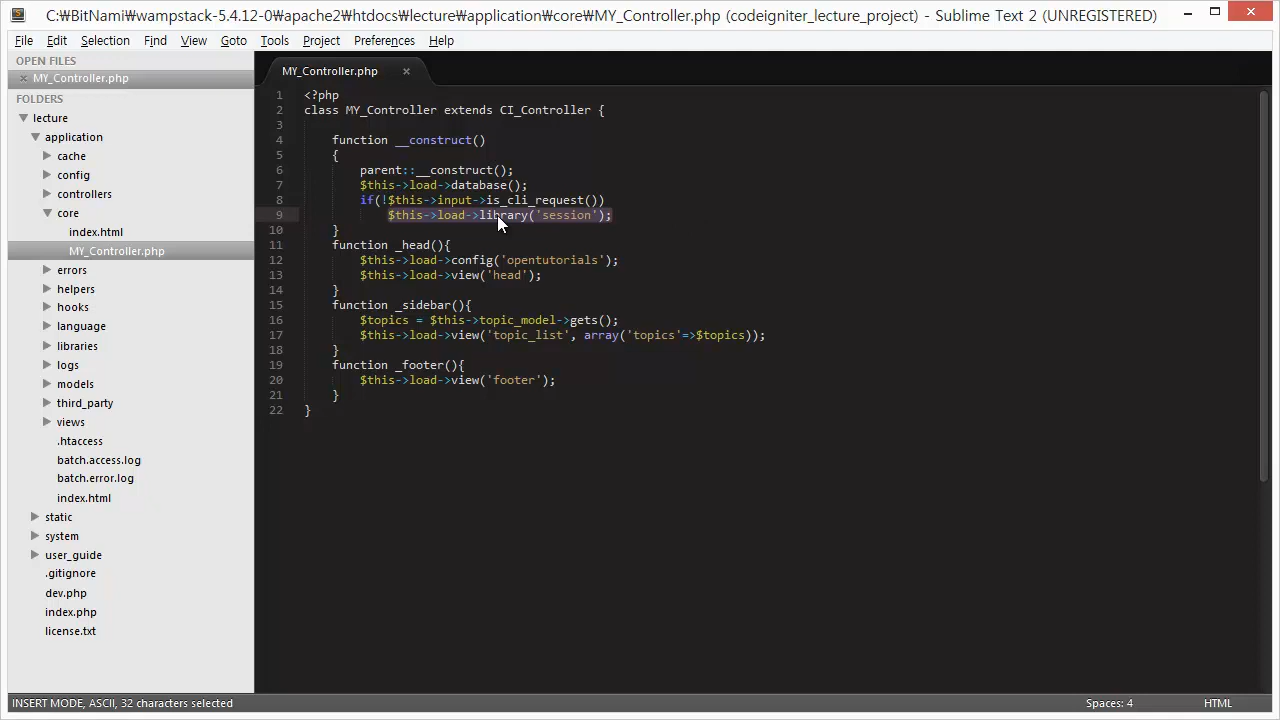 C:₩BitNami₩wampstack-5.4.12-0₩apache2₩htdocs₩lecture₩application₩core₩MY_Controller.php (codeigniter_lecture_project) - Sublime Text 2 (UNREGISTERED)
File Edit Selection Find View Goto Tools Project Preferences Help
OPEN FILES
MY_Controller.php
FOLDERS
lecture
application
cache
config
controllers
core
index.html
MY_Controller.php
errors
helpers
hooks
language
libraries
logs
models
third_party
views
.htaccess
batch.access.log
batch.error.log
index.html
static
system
user_guide
.gitignore
dev.php
index.php
license.txt
MY_Controller.php
1 <?php
2 class MY_Controller extends CI_Controller {
3
4 function __construct()
5 {
6 parent::__construct();
7 $this->load->database();
8 if(!$this->input->is_cli_request())
9 $this->load->library('session');
10 }
11 function _head(){
12 $this->load->config('opentutorials');
13 $this->load->view('head');
14 }
15 function _sidebar(){
16 $topics = $this->topic_model->gets();
17 $this->load->view('topic_list', array('topics'=>$topics));
18 }
19 function _footer(){
20 $this->load->view('footer');
21 }
22 }
INSERT MODE, ASCII, 32 characters selected
Spaces: 4
HTML